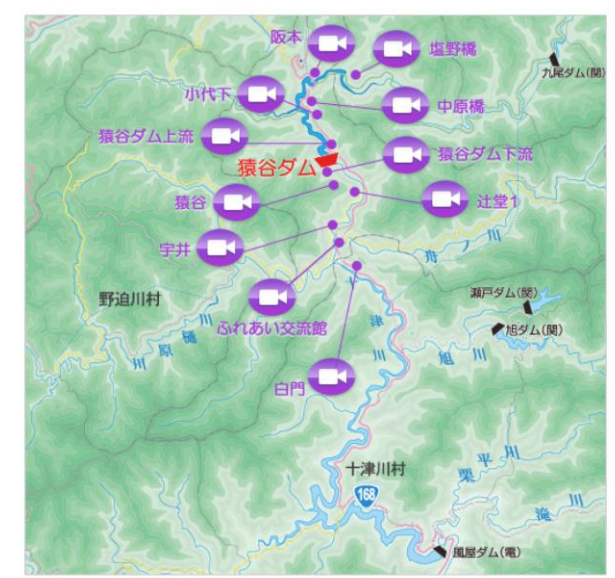 阪本
塩野橋
九尾ダム(関)
小代下
中原橋
猿谷ダム上流
猿谷ダム下流
猿谷ダム
猿谷
辻堂1
宇井
舟ノ川
野迫川村
瀬戸ダム(関)
ふれあい交流館
旭ダム(関)
十津川
川原樋川
旭川
白門
十津川村
栗平川
168
滝川
風屋ダム(電)